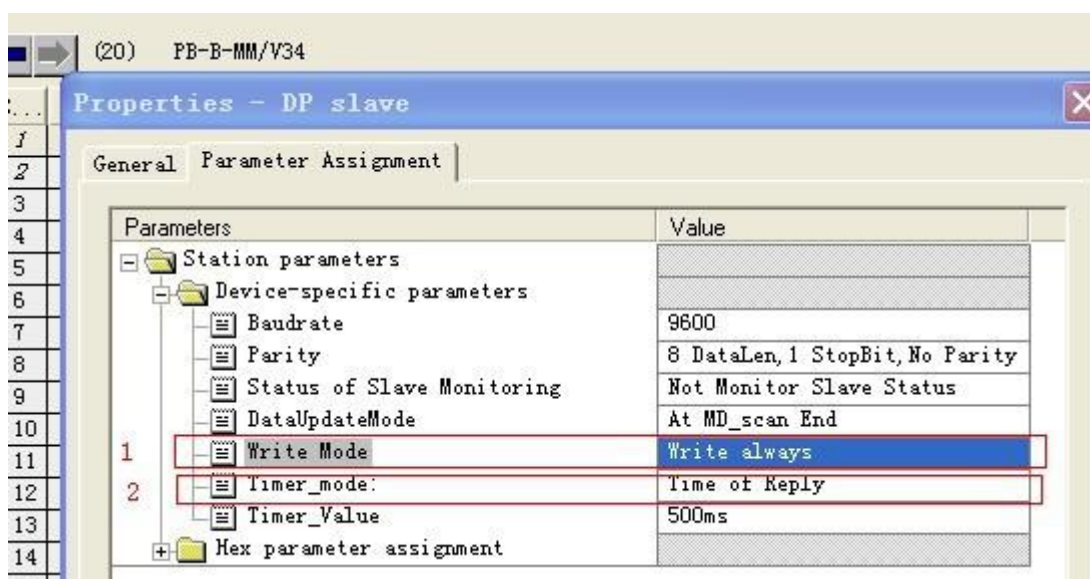 (20) PB-B-MM/V34
Properties - DP slave
General Parameter Assignment
Parameters Value
Station parameters
Device-specific parameters
Baudrate 9600
Parity 8 DataLen,1 StopBit,No Parity
Status of Slave Monitoring Not Monitor Slave Status
DataUpdateMode At MD_scan End
1 Write Mode Write always
2 Timer_mode: Time of Reply
Timer_Value 500ms
Hex parameter assignment
1
2
3
4
5
6
7
8
9
10
11
12
13
14